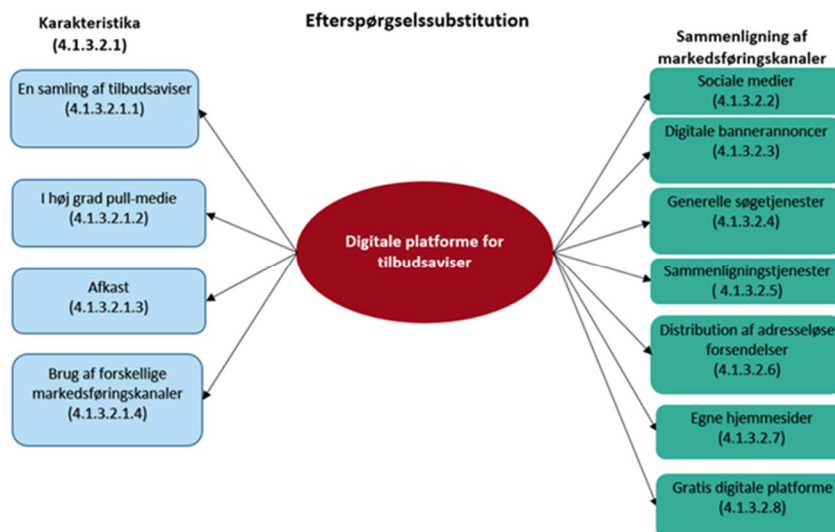 Efterspørgselssubstitution
Karakteristika
(4.1.3.2.1)
En samling af tilbudsaviser
(4.1.3.2.1.1)
I høj grad pull-medie
(4.1.3.2.1.2)
Afkast
(4.1.3.2.1.3)
Brug af forskellige
markedsføringskanaler
(4.1.3.2.1.4)
Digitale platforme for
tilbudsaviser
Sammenligning af
markedsføringskanaler
Sociale medier
(4.1.3.2.2)
Digitale bannerannoncer
(4.1.3.2.3)
Generelle søgetjenester
(4.1.3.2.4)
Sammenligningstjenester
( 4.1.3.2.5)
Distribution af adresseløse
forsendelser
(4.1.3.2.6)
Egne hjemmesider
(4.1.3.2.7)
Gratis digitale platforme
(4.1.3.2.8)